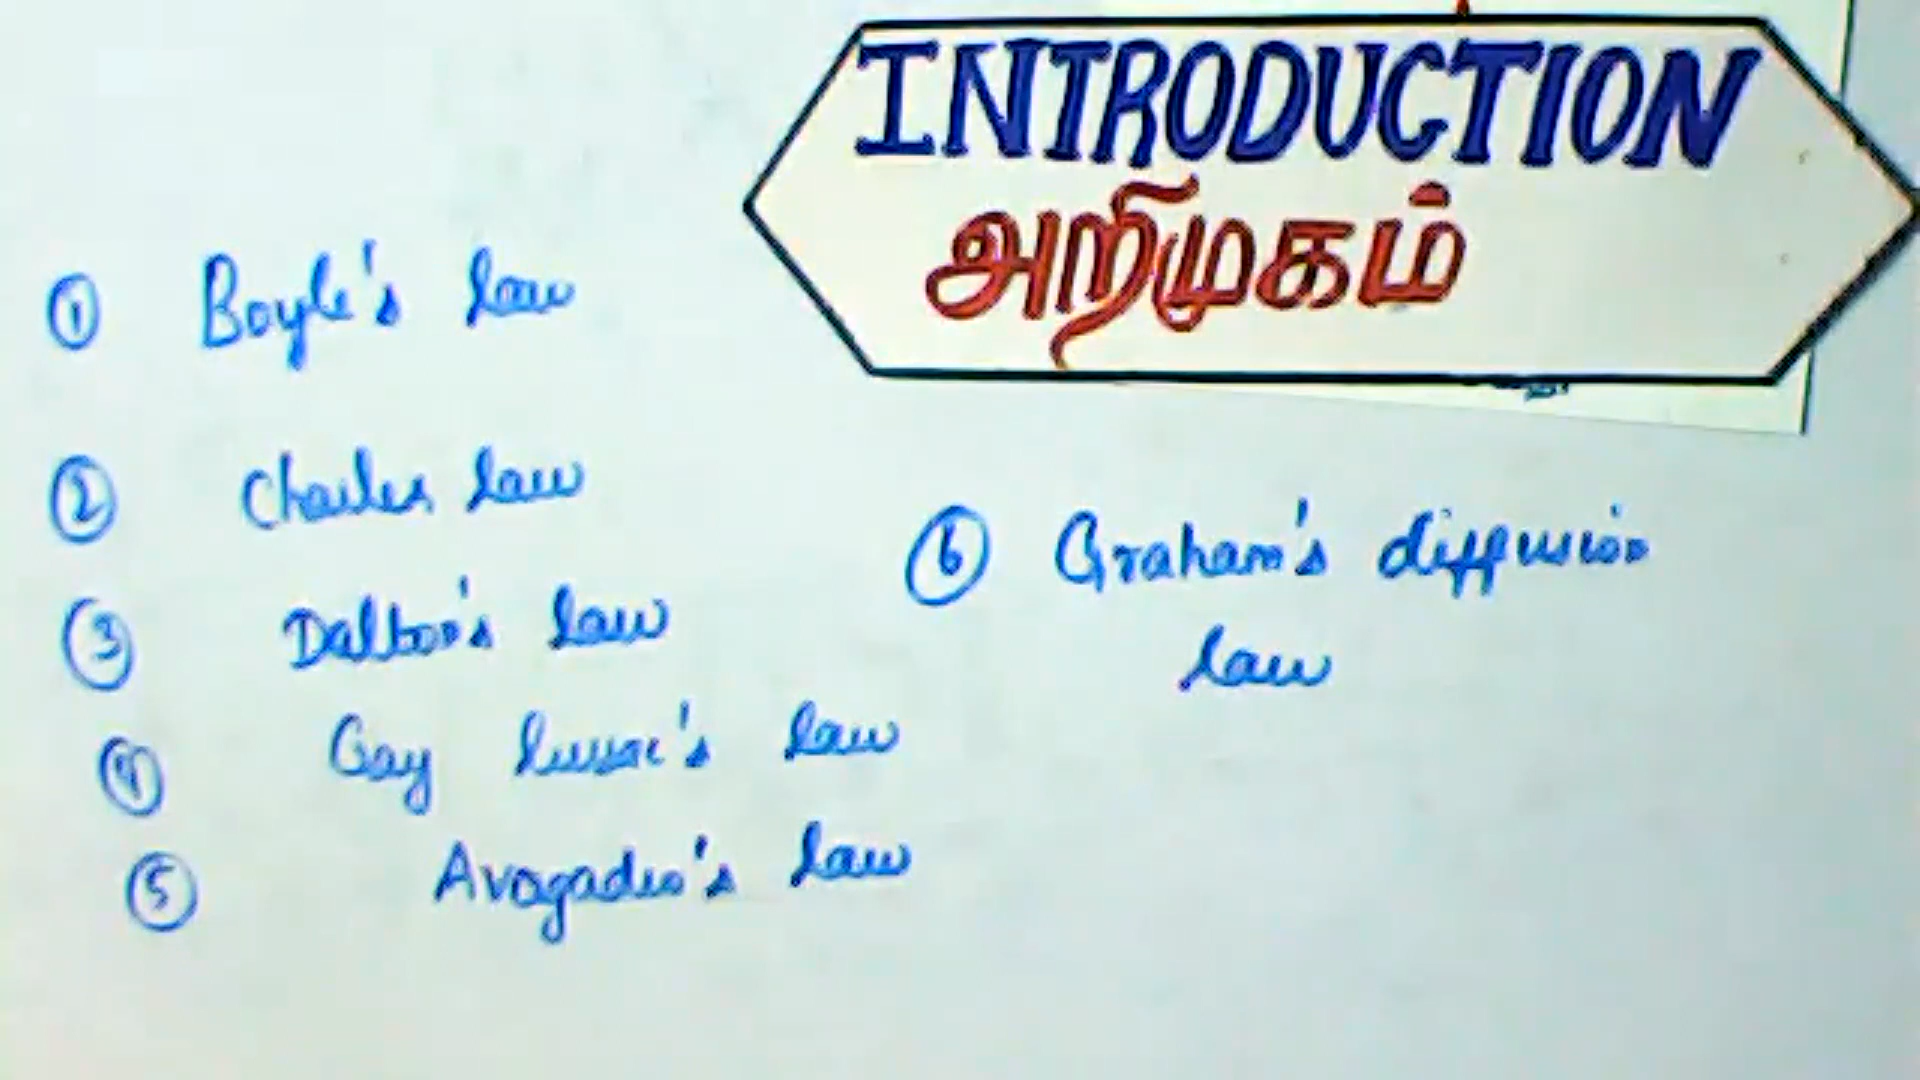 INTRODUCTION
அறிமுகம்
① Boyle's law
② Charles law
③ Dalton's law
④ Gay lussac's law
⑤ Avagadro's law
⑥ Graham's diffusion
law